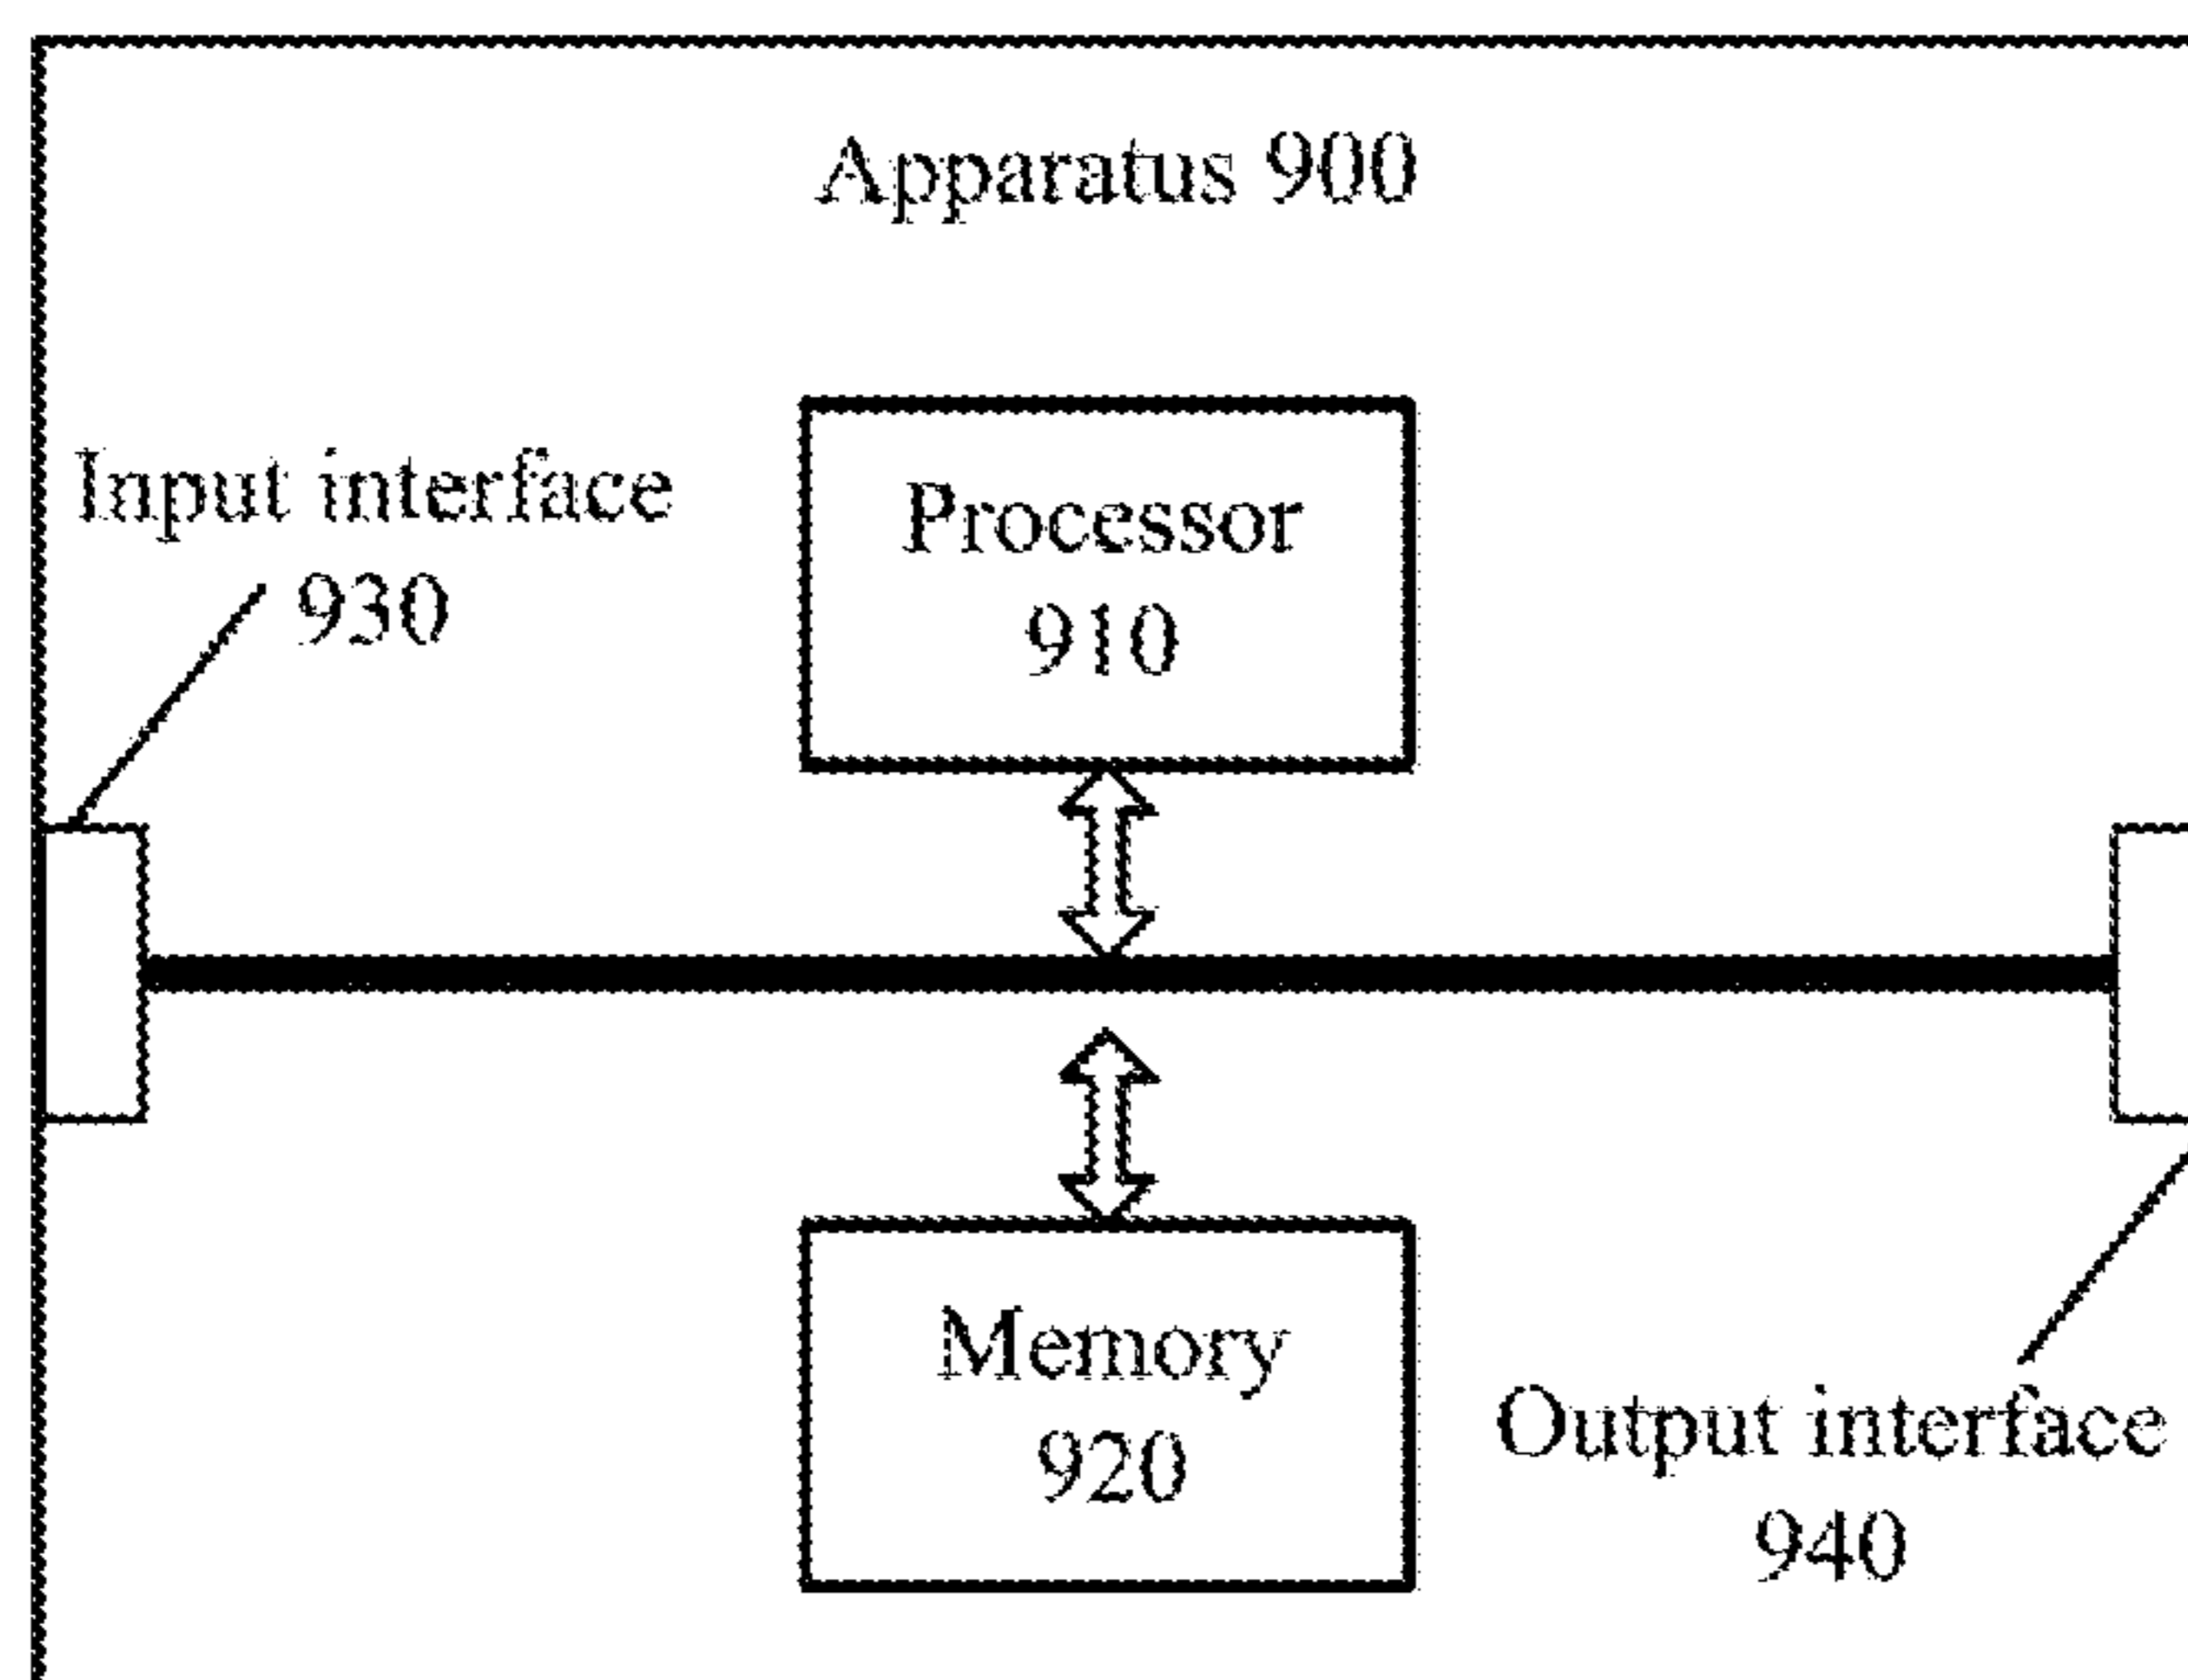 Apparatus 900
Input interface
930
Processor
910
Memory
920
Output interface
940